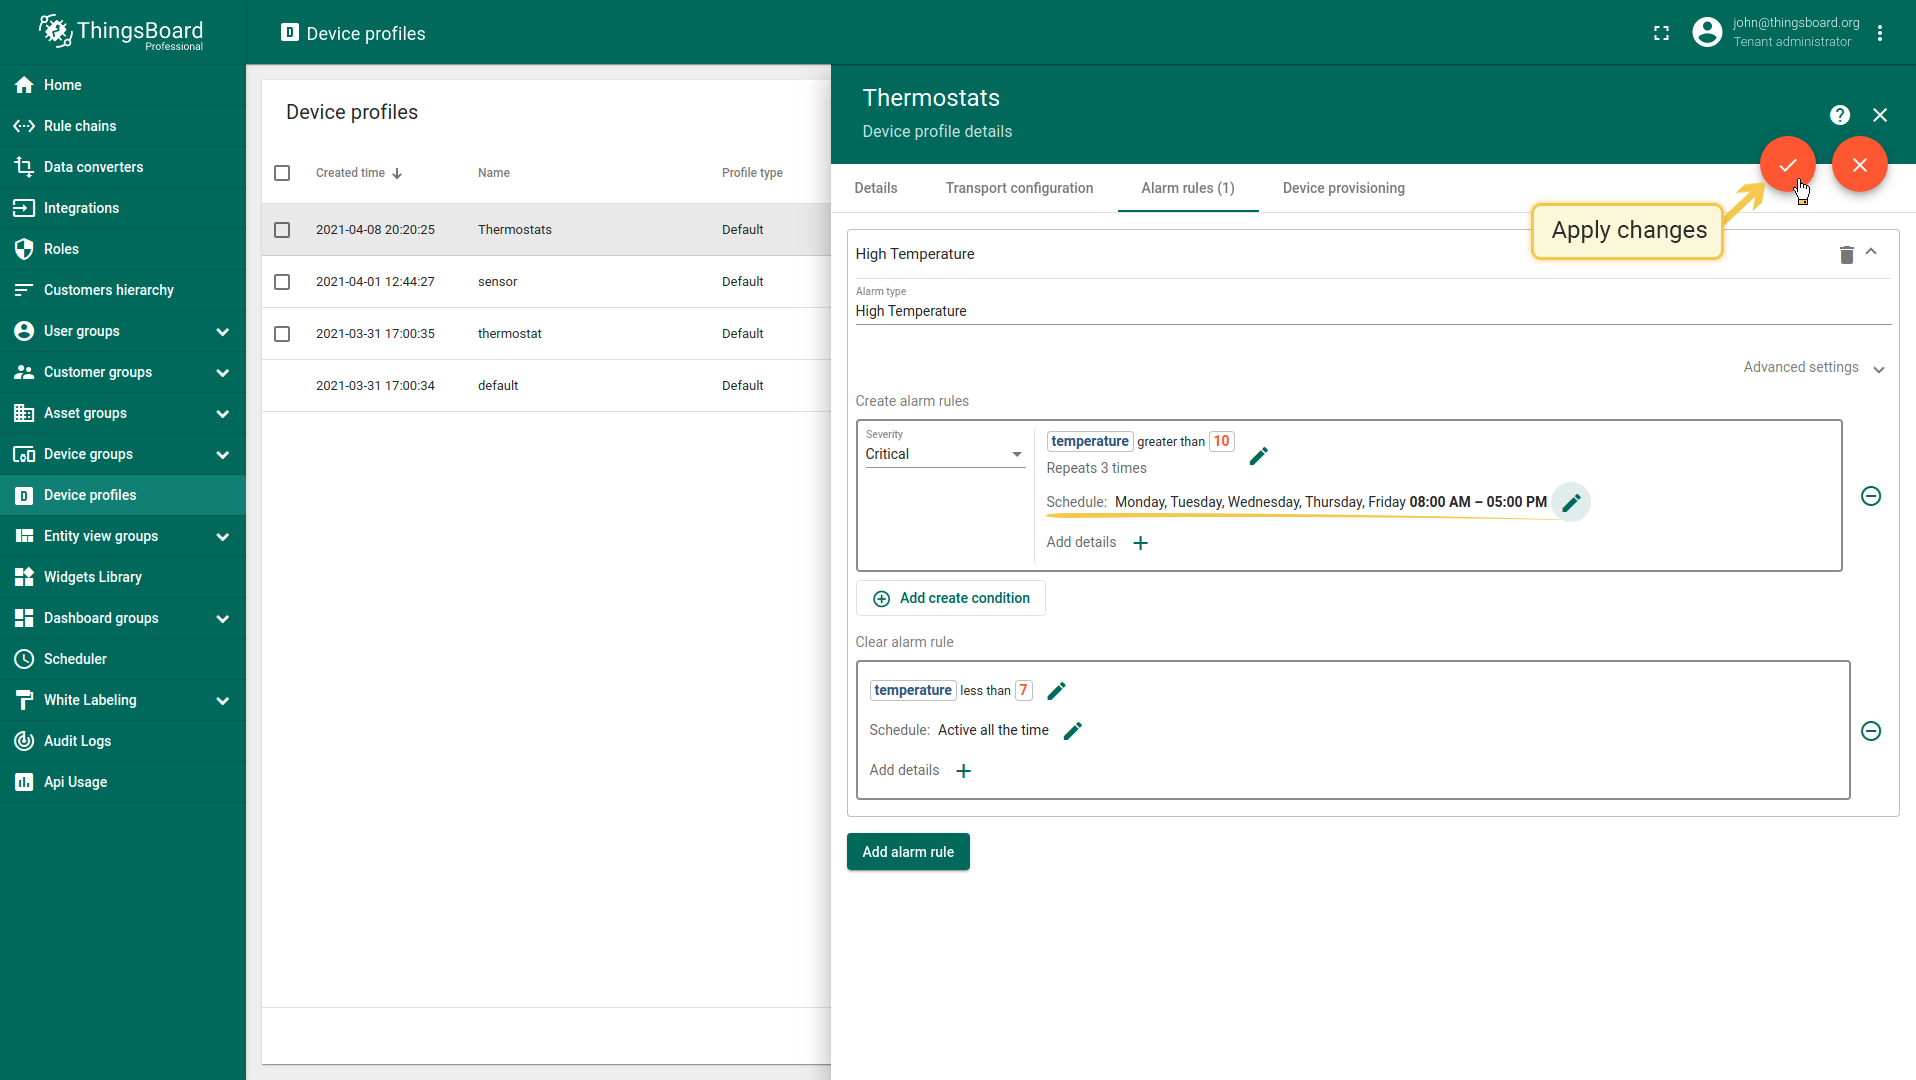 ThingsBoard
Professional
Device profiles
john@thingsboard.org
Tenant administrator
Home
Rule chains
Data converters
Integrations
Roles
Customers hierarchy
User groups
Customer groups
Asset groups
Device groups
Device profiles
Entity view groups
Widgets Library
Dashboard groups
Scheduler
White Labeling
Audit Logs
Api Usage
Device profiles
Created time Name Profile type
2021-04-08 20:20:25 Thermostats Default
2021-04-01 12:44:27 sensor Default
2021-03-31 17:00:35 thermostat Default
2021-03-31 17:00:34 default Default
Thermostats
Device profile details
Details Transport configuration Alarm rules (1) Device provisioning
Apply changes
High Temperature
Alarm type
High Temperature
Advanced settings
Create alarm rules
Severity
Critical
temperature greater than 10
Repeats 3 times
Schedule: Monday, Tuesday, Wednesday, Thursday, Friday 08:00 AM – 05:00 PM
Add details
Add create condition
Clear alarm rule
temperature less than 7
Schedule: Active all the time
Add details
Add alarm rule